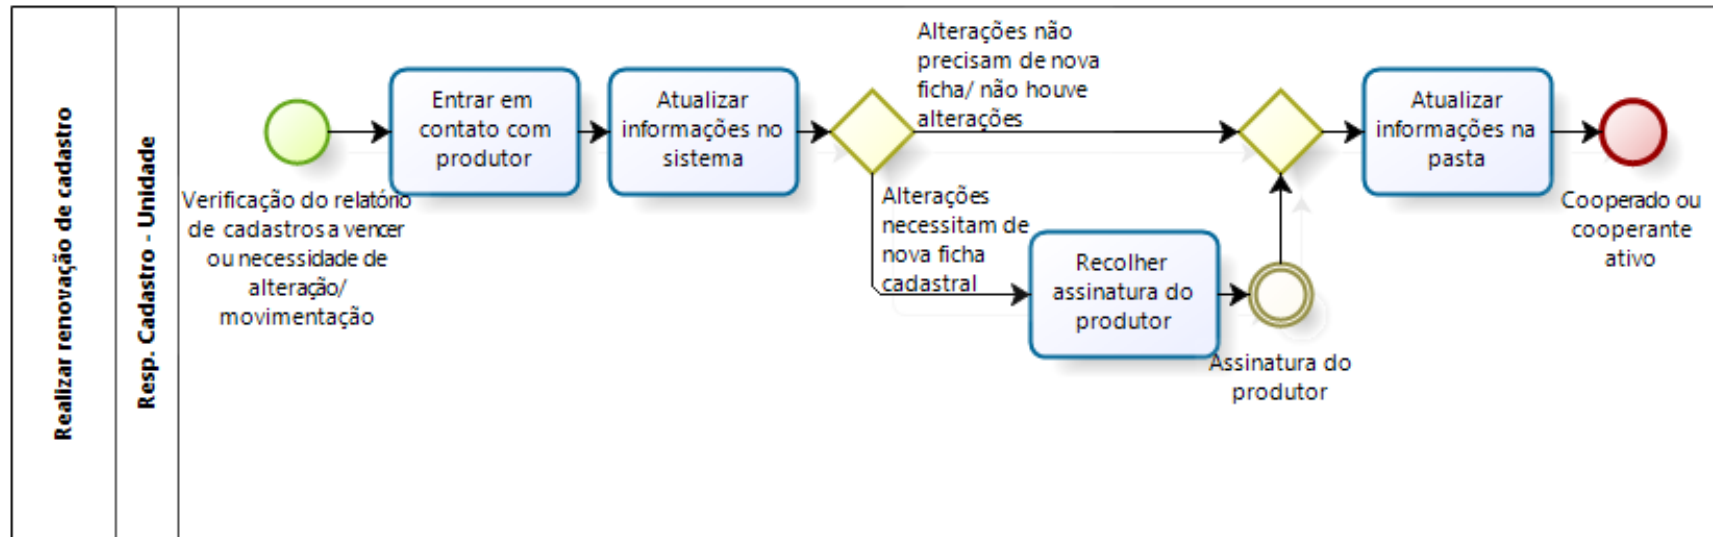 Realizar renovação de cadastro
Resp. Cadastro - Unidade
Verificação do relatório
de cadastros a vencer
ou necessidade de
alteração/
movimentação
Entrar em
contato com
produtor
Atualizar
informações no
sistema
Alterações não
precisam de nova
ficha/ não houve
alterações
Alterações
necessitam de
nova ficha
cadastral
Recolher
assinatura do
produtor
Assinatura do
produtor
Atualizar
informações na
pasta
Cooperado ou
cooperante
ativo